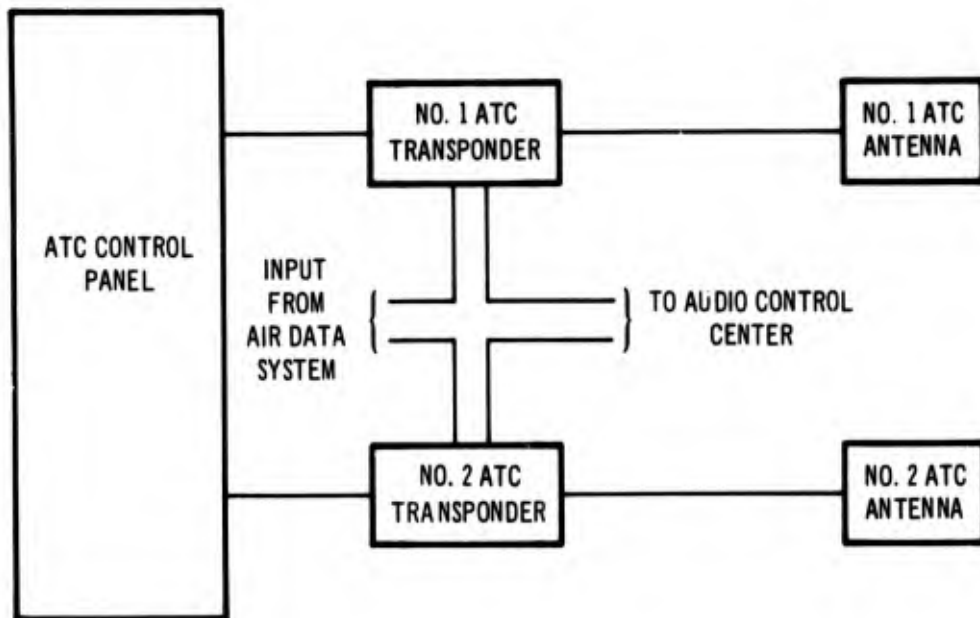 NO. 1 ATC
TRANSPONDER
NO. 1 ATC
ANTENNA
ATC CONTROL
PANEL
INPUT
FROM
AIR DATA
SYSTEM
TO AUDIO CONTROL
CENTER
NO. 2 ATC
TRANSPONDER
NO. 2 ATC
ANTENNA